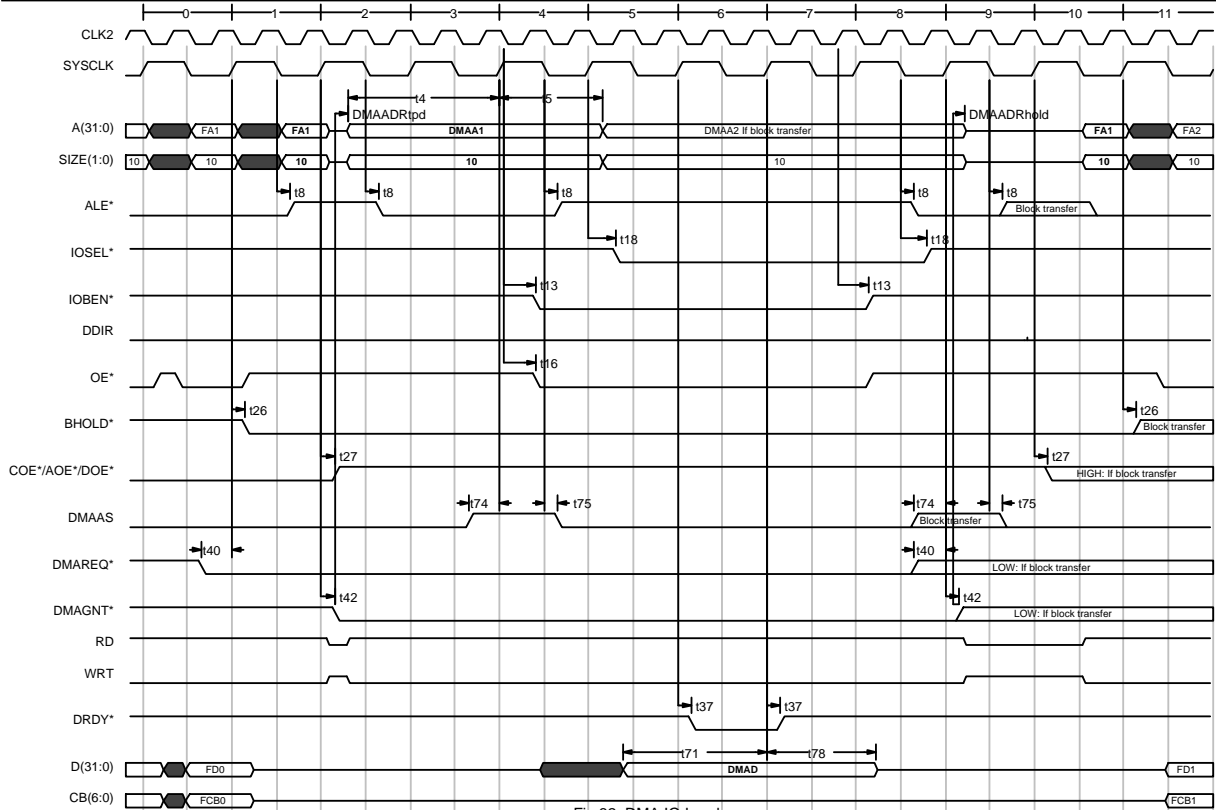 0 1 2 3 4 5 6 7 8 9 10 11
CLK2
SYSCLK
t4 t5
DMAADRtpd DMAADRhold
A(31:0) FA1 FA1 DMAA1 DMAA2 If block transfer FA1 FA2
SIZE(1:0) 10 10 10 10 10 10 10
t8 t8 t8 t8 t8
ALE* Block transfer
t18 t18
IOSEL*
t13 t13
IOBEN*
DDIR
t16
OE*
t26 t26
BHOLD* Block transfer
t27 t27
COE*/AOE*/DOE* HIGH: If block transfer
t74 t75 t74 t75
DMAAS Block transfer
t40 t40
DMAREQ* LOW: If block transfer
t42 t42
DMAGNT* LOW: If block transfer
RD
WRT
t37 t37
DRDY*
t71 t78
D(31:0) FD0 DMAD FD1
CB(6:0) FCB0 FCB1